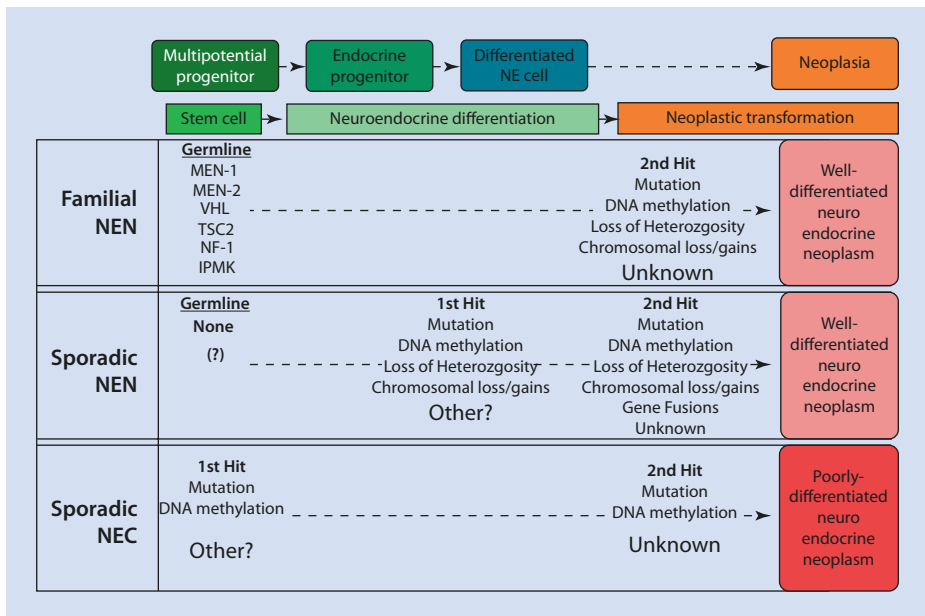 Multipotential
progenitor
Endocrine
progenitor
Differentiated
NE cell
Neoplasia
Stem cell
Neuroendocrine differentiation
Neoplastic transformation
Familial
NEN
Germline
MEN-1
MEN-2
VHL
TSC2
NF-1
IPMK
2nd Hit
Mutation
DNA methylation
Loss of Heterozgosity
Chromosomal loss/gains
Unknown
Well-
differentiated
neuro
endocrine
neoplasm
Sporadic
NEN
Germline
None
(?)
1st Hit
Mutation
DNA methylation
Loss of Heterozgosity
Chromosomal loss/gains
Other?
2nd Hit
Mutation
DNA methylation
Loss of Heterozgosity
Chromosomal loss/gains
Gene Fusions
Unknown
Well-
differentiated
neuro
endocrine
neoplasm
Sporadic
NEC
1st Hit
Mutation
DNA methylation
Other?
2nd Hit
Mutation
DNA methylation
Unknown
Poorly-
differentiated
neuro
endocrine
neoplasm